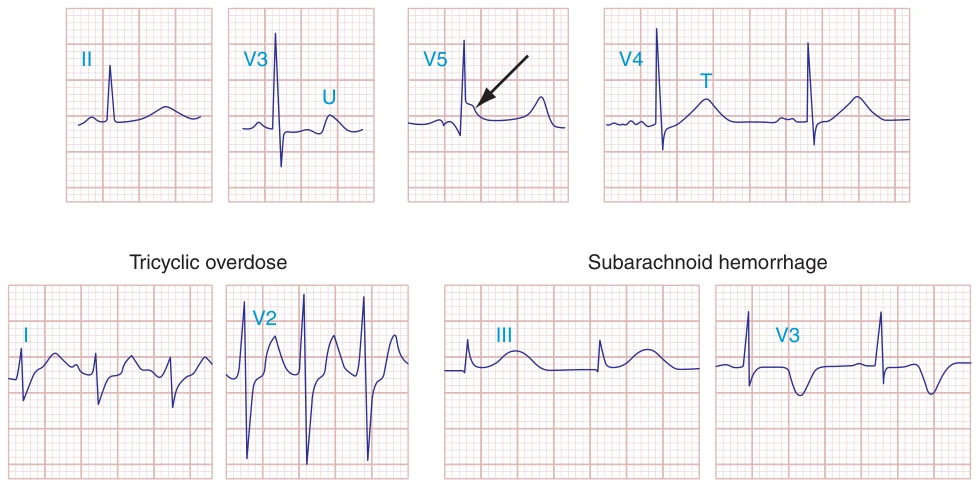 II
V3
U
V5
V4
T
Tricyclic overdose
Subarachnoid hemorrhage
I
V2
III
V3